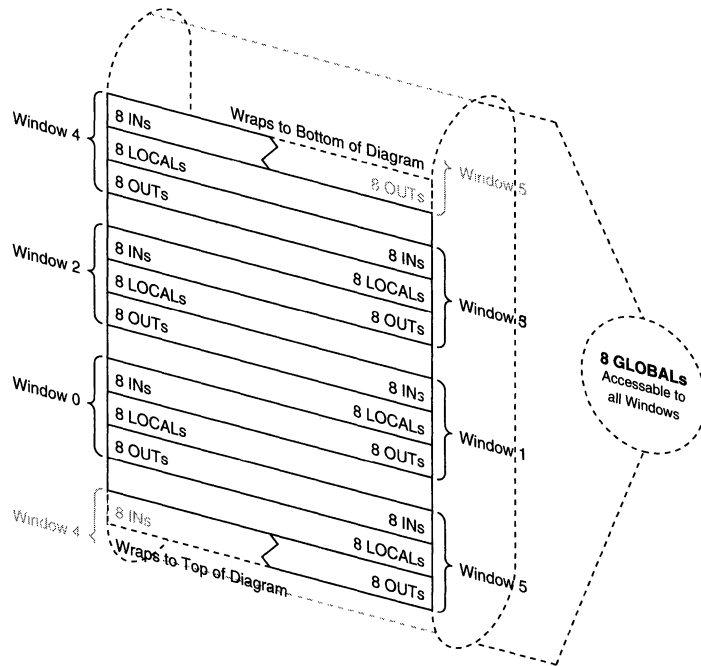 Wraps to Bottom of Diagram
Window 4
8 INs
8 LOCALs
8 OUTs
8 OUTs
Window 5
Window 2
8 INs
8 LOCALs
8 OUTs
8 INs
8 LOCALs
8 OUTs
Window 3
8 GLOBALs
Accessable to
all Windows
Window 0
8 INs
8 LOCALs
8 OUTs
8 INs
8 LOCALs
8 OUTs
Window 1
Window 4
8 INs
8 INs
8 LOCALs
8 OUTs
Window 5
Wraps to Top of Diagram